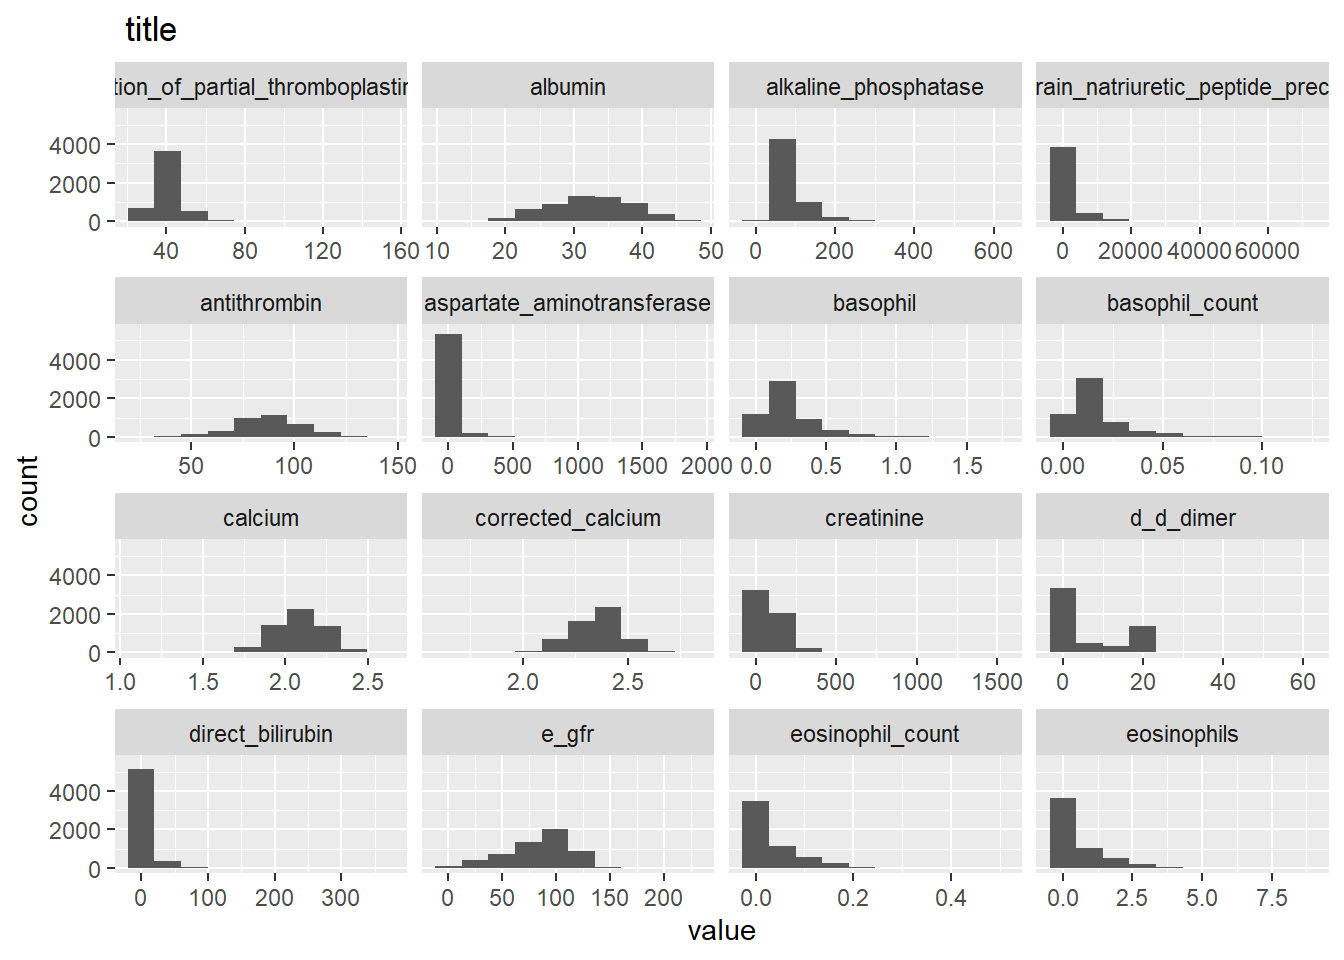 title
tion_of_partial_thromboplastin
albumin
alkaline_phosphatase
rain_natriuretic_peptide_prec
4000
2000
0
40 80 120 160
10 20 30 40 50
0 200 400 600
0 20000 40000 60000
antithrombin
aspartate_aminotransferase
basophil
basophil_count
4000
2000
0
50 100 150
0 500 1000 1500 2000
0.0 0.5 1.0 1.5
0.00 0.05 0.10
count
calcium
corrected_calcium
creatinine
d_d_dimer
4000
2000
0
1.0 1.5 2.0 2.5
2.0 2.5
0 500 1000 1500
0 20 40 60
direct_bilirubin
e_gfr
eosinophil_count
eosinophils
4000
2000
0
0 100 200 300
0 50 100 150 200
0.0 0.2 0.4
0.0 2.5 5.0 7.5
value